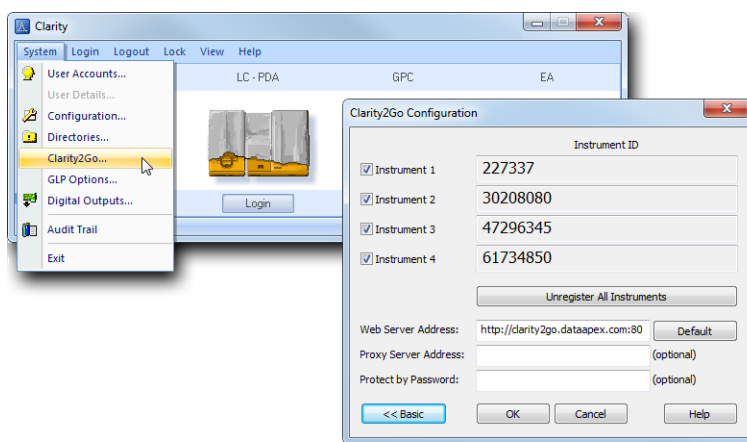 Clarity
System Login Logout Lock View Help
User Accounts...
LC - PDA GPC EA
User Details...
Configuration...
Directories...
Clarity2Go...
GLP Options...
Digital Outputs...
Login
Audit Trail
Exit
Clarity2Go Configuration
Instrument ID
Instrument 1 227337
Instrument 2 30208080
Instrument 3 47296345
Instrument 4 61734850
Unregister All Instruments
Web Server Address: http://clarity2go.dataapex.com:80 Default
Proxy Server Address: (optional)
Protect by Password: (optional)
<< Basic OK Cancel Help